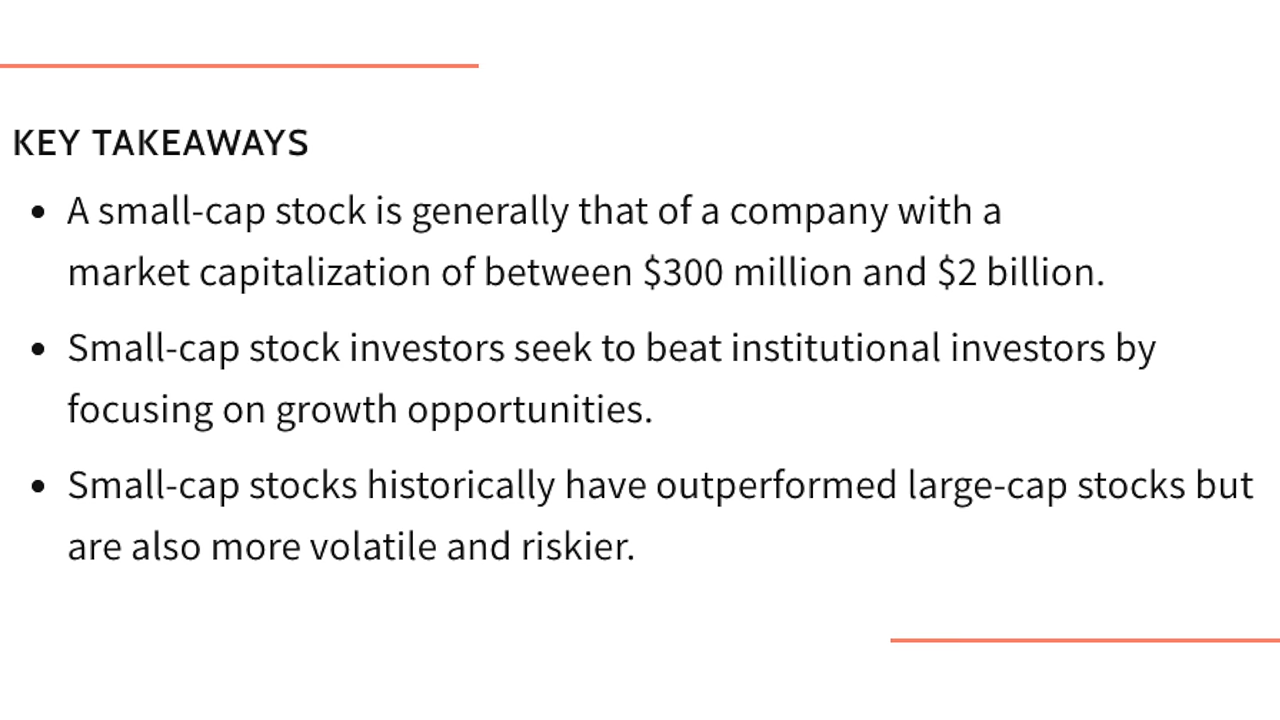 KEY TAKEAWAYS
• A small-cap stock is generally that of a company with a
market capitalization of between $300 million and $2 billion.
• Small-cap stock investors seek to beat institutional investors by
focusing on growth opportunities.
• Small-cap stocks historically have outperformed large-cap stocks but
are also more volatile and riskier.